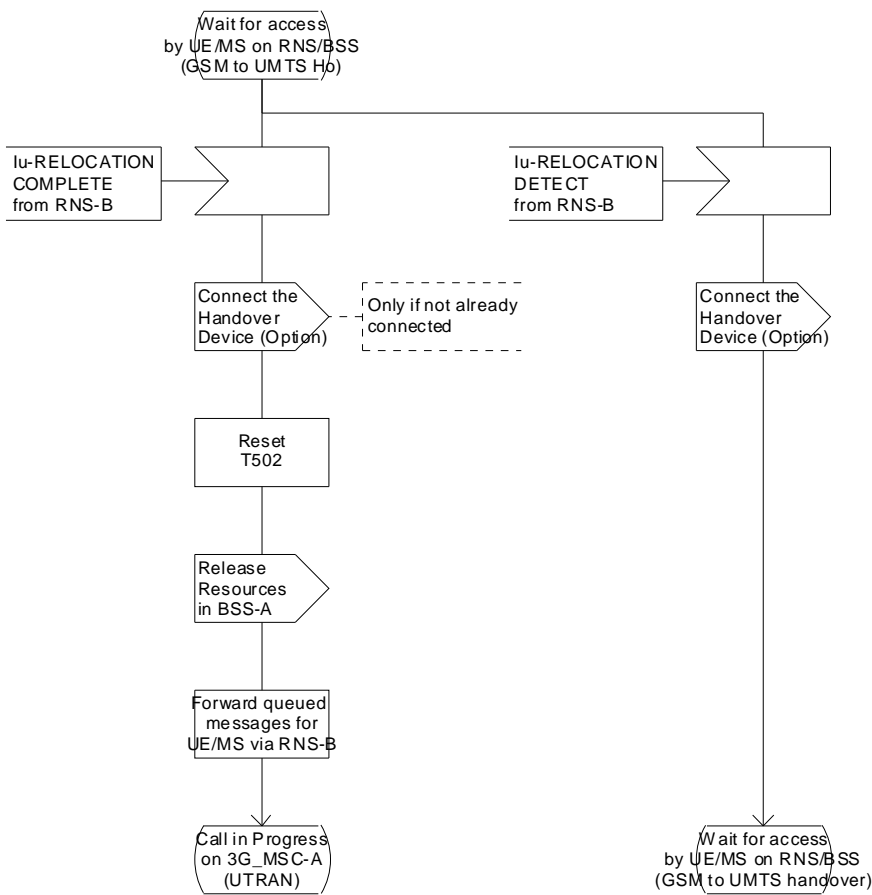 Wait for access
by UE/MS on RNS/BSS
(GSM to UMTS Ho)
Iu-RELOCATION
COMPLETE
from RNS-B
Iu-RELOCATION
DETECT
from RNS-B
Connect the
Handover
Device (Option)
Only if not already
connected
Connect the
Handover
Device (Option)
Reset
T502
Release
Resources
in BSS-A
Forward queued
messages for
UE/MS via RNS-B
Call in Progress
on 3G_MSC-A
(UTRAN)
Wait for access
by UE/MS on RNS/BSS
(GSM to UMTS handover)